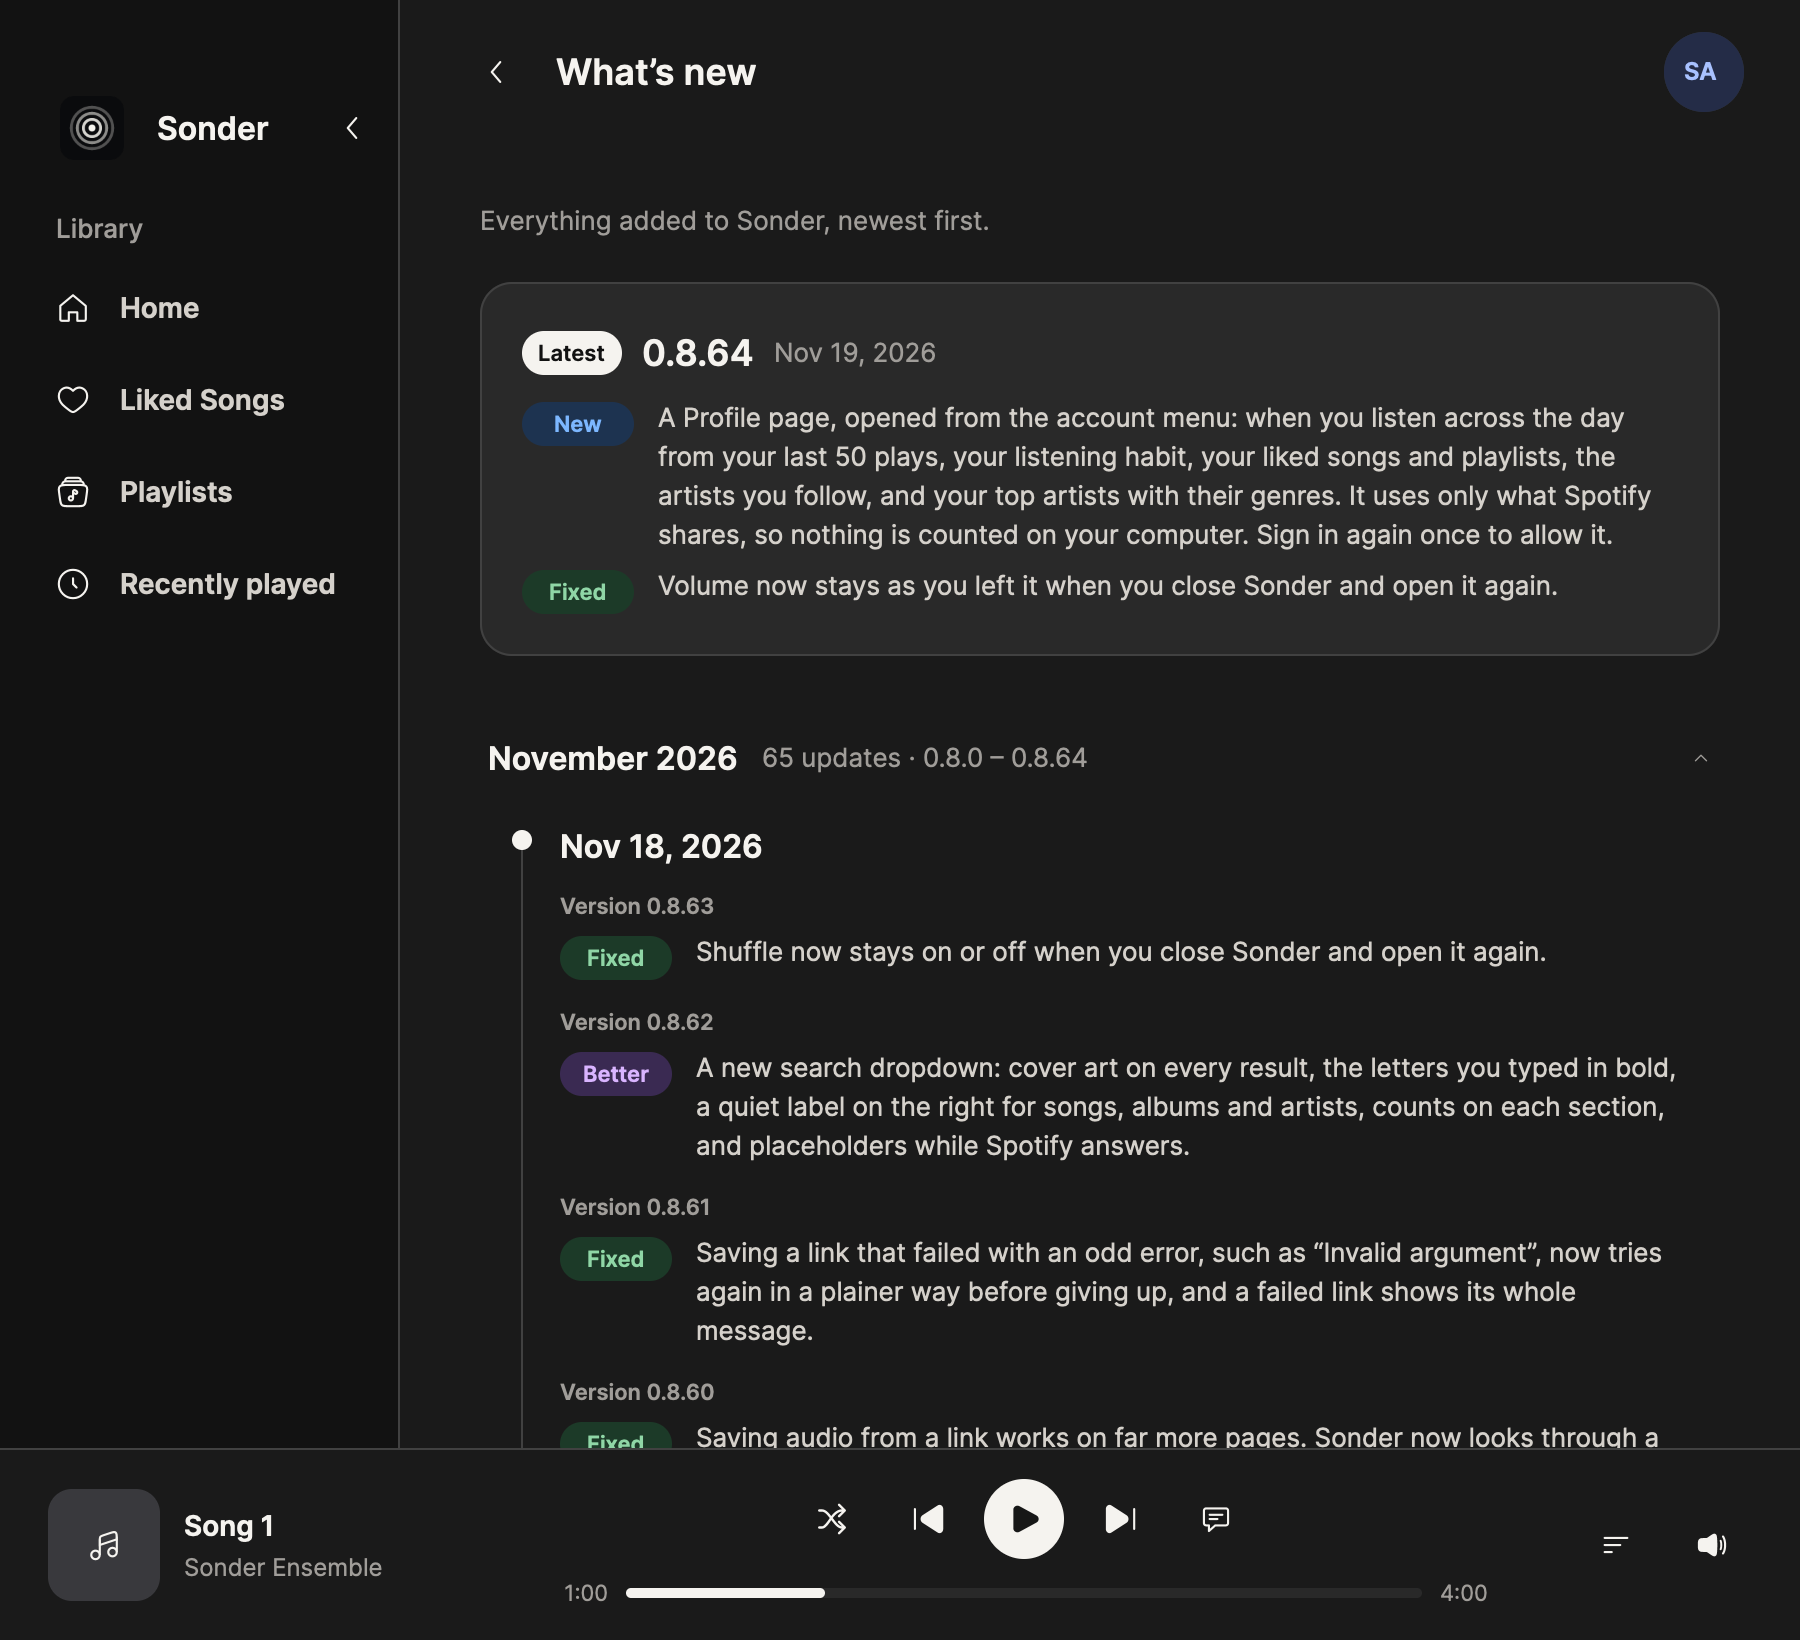 Sonder
Library
Home
Liked Songs
Playlists
Recently played
What’s new
SA
Everything added to Sonder, newest first.
Latest 0.8.64 Nov 19, 2026
New A Profile page, opened from the account menu: when you listen across the day
from your last 50 plays, your listening habit, your liked songs and playlists, the
artists you follow, and your top artists with their genres. It uses only what Spotify
shares, so nothing is counted on your computer. Sign in again once to allow it.
Fixed Volume now stays as you left it when you close Sonder and open it again.
November 2026 65 updates · 0.8.0 – 0.8.64
Nov 18, 2026
Version 0.8.63
Fixed Shuffle now stays on or off when you close Sonder and open it again.
Version 0.8.62
Better A new search dropdown: cover art on every result, the letters you typed in bold,
a quiet label on the right for songs, albums and artists, counts on each section,
and placeholders while Spotify answers.
Version 0.8.61
Fixed Saving a link that failed with an odd error, such as “Invalid argument”, now tries
again in a plainer way before giving up, and a failed link shows its whole
message.
Version 0.8.60
Fixed Saving audio from a link works on far more pages. Sonder now looks through a
Song 1
Sonder Ensemble
1:00
4:00